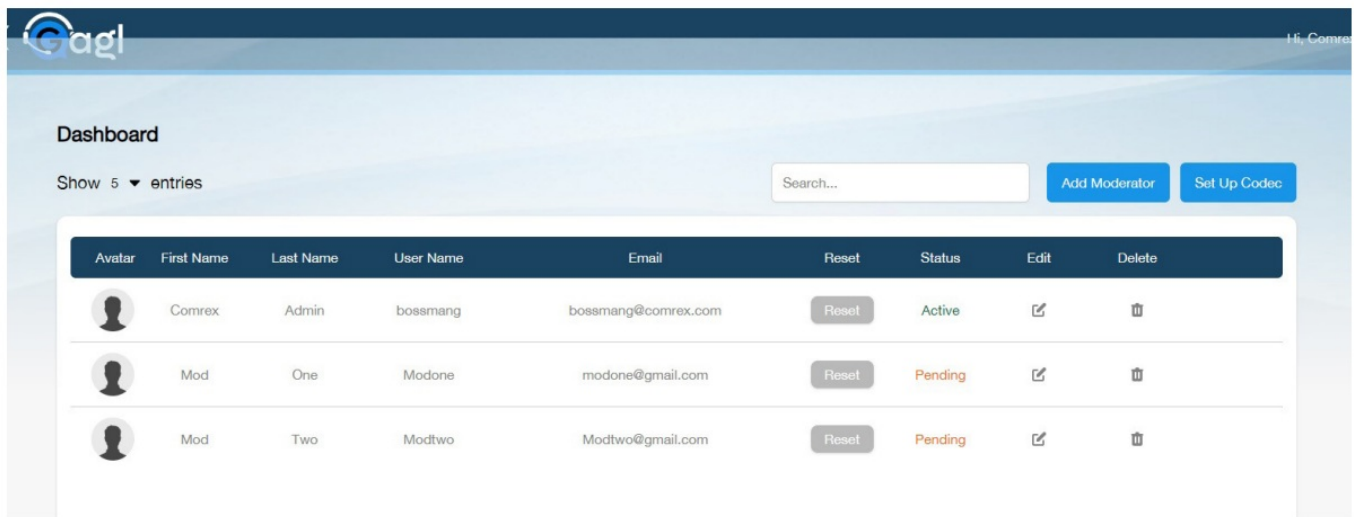 Gagl
Hi, Comrex
Dashboard
Show 5 entries
Search...
Add Moderator
Set Up Codec
Avatar First Name Last Name User Name Email Reset Status Edit Delete
Comrex Admin bossmang bossmang@comrex.com Reset Active
Mod One Modone modone@gmail.com Reset Pending
Mod Two Modtwo Modtwo@gmail.com Reset Pending